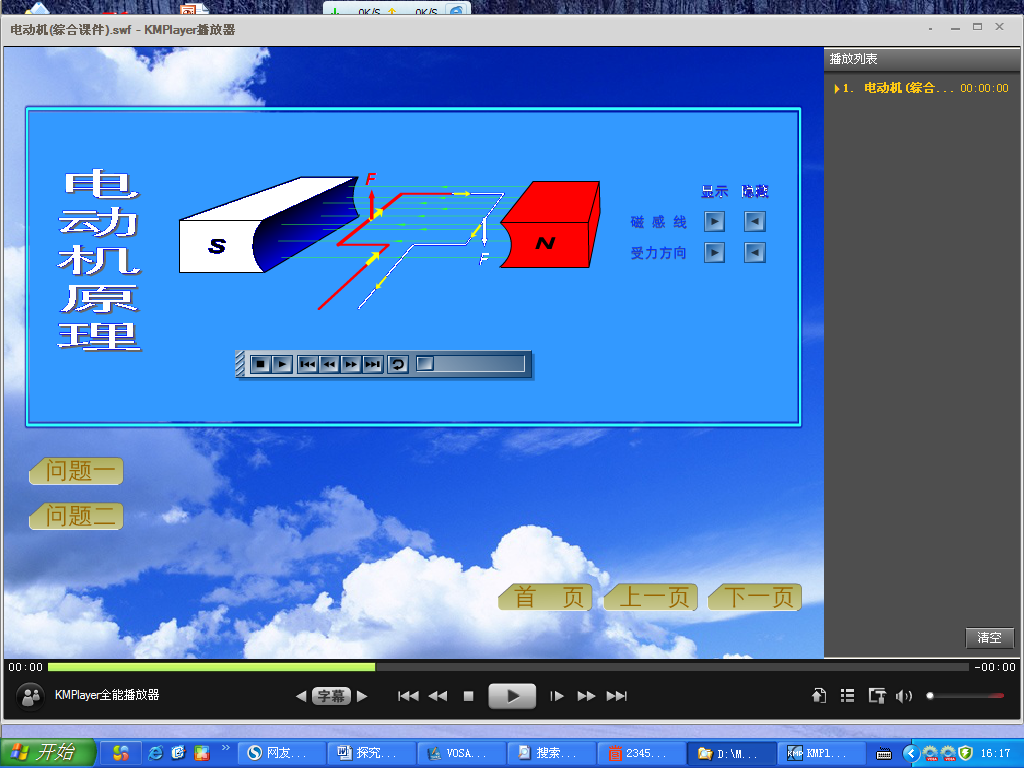 0K/S 0K/S
电动机(综合课件).swf - KMPlayer播放器
播放列表
1. 电动机(综合... 00:00:00
电动机原理
F
S
N
F
显示 隐藏
磁感线
受力方向
问题一
问题二
首页 上一页 下一页
清空
00:00 -00:00
KMPlayer全能播放器
字幕
开始
网友...
探究...
VOSA...
搜索...
2345...
D:\M...
KMPl...
16:17